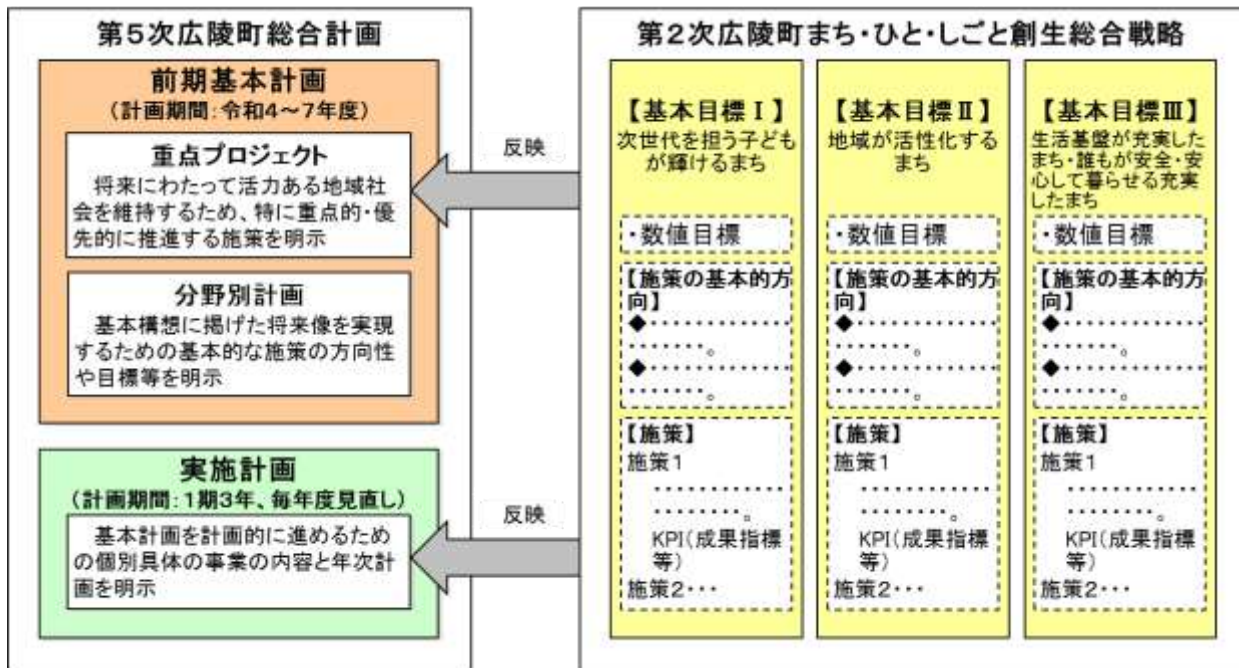 第5次広陵町総合計画
前期基本計画
(計画期間:令和4~7年度)
重点プロジェクト
将来にわたって活力ある地域社
会を維持するため、特に重点的・優
先的に推進する施策を明示
分野別計画
基本構想に掲げた将来像を実現
するための基本的な施策の方向性
や目標等を明示
実施計画
(計画期間:1期3年、毎年度見直し)
基本計画を計画的に進めるため
の個別具体の事業の内容と年次計
画を明示
反映
反映
第2次広陵町まち・ひと・しごと創生総合戦略
【基本目標Ⅰ】
次世代を担う子ども
が輝けるまち
・数値目標
【施策の基本的方
向】
◆・・・・・・・・・・・・・
・・・・・・・。
◆・・・・・・・・・・・・・
・・・・・・・。
【施策】
施策1
・・・・・・・・・・・・
・・・・・・・・。
KPI(成果指標
等)
施策2・・・
【基本目標Ⅱ】
地域が活性化する
まち
・数値目標
【施策の基本的方
向】
◆・・・・・・・・・・・・・
・・・・・・・。
◆・・・・・・・・・・・・・
・・・・・・・。
【施策】
施策1
・・・・・・・・・・・・
・・・・・・・・。
KPI(成果指標
等)
施策2・・・
【基本目標Ⅲ】
生活基盤が充実した
まち・誰もが安全・安
心して暮らせる充実
したまち
・数値目標
【施策の基本的方
向】
◆・・・・・・・・・・・・・
・・・・・・・。
◆・・・・・・・・・・・・・
・・・・・・・。
【施策】
施策1
・・・・・・・・・・・・
・・・・・・・・。
KPI(成果指標
等)
施策2・・・